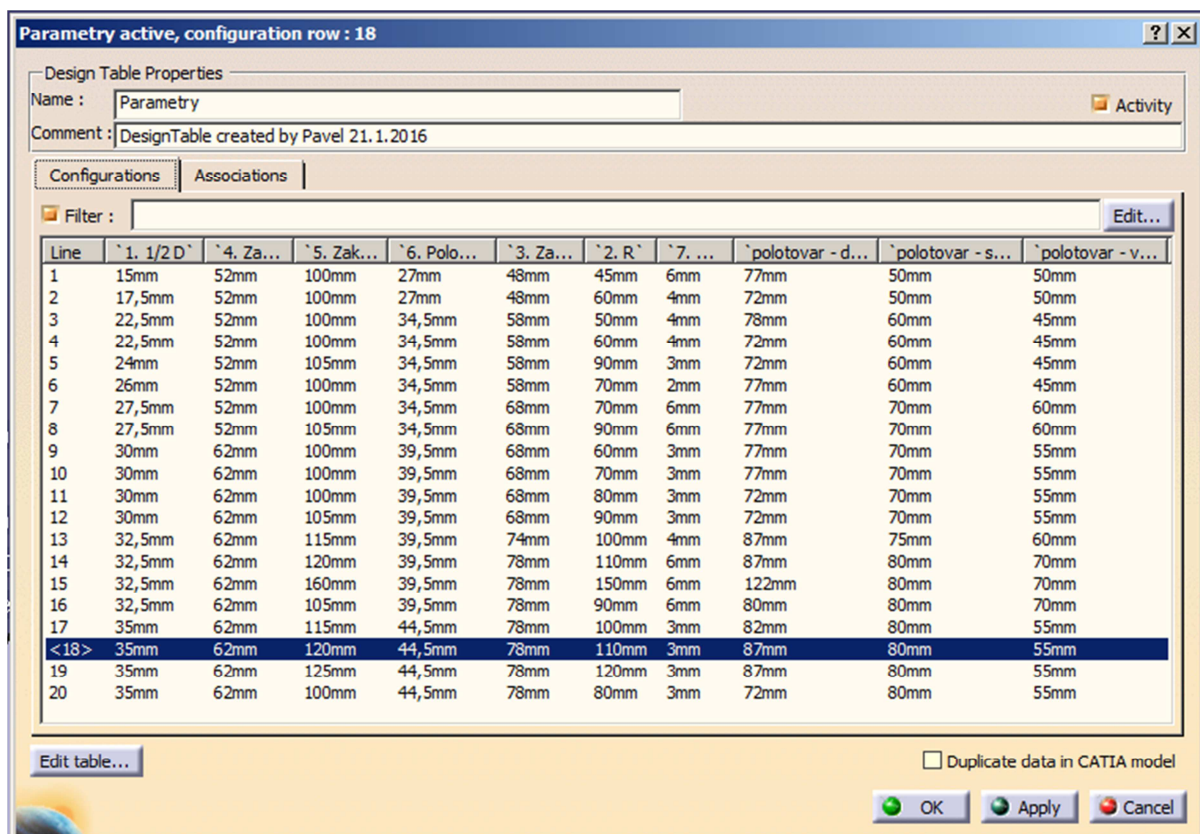 Parametry active, configuration row : 18
Design Table Properties
Name : Parametry Activity
Comment : DesignTable created by Pavel 21.1.2016
Configurations Associations
Filter : Edit...
Line `1. 1/2 D` `4. Za... `5. Zak... `6. Polo... `3. Za... `2. R` `7. ... `polotovar - d... `polotovar - s... `polotovar - v...
1 15mm 52mm 100mm 27mm 48mm 45mm 6mm 77mm 50mm 50mm
2 17,5mm 52mm 100mm 27mm 48mm 60mm 4mm 72mm 50mm 50mm
3 22,5mm 52mm 100mm 34,5mm 58mm 50mm 4mm 78mm 60mm 45mm
4 22,5mm 52mm 100mm 34,5mm 58mm 60mm 4mm 72mm 60mm 45mm
5 24mm 52mm 105mm 34,5mm 58mm 90mm 3mm 72mm 60mm 45mm
6 26mm 52mm 100mm 34,5mm 58mm 70mm 2mm 77mm 60mm 45mm
7 27,5mm 52mm 100mm 34,5mm 68mm 70mm 6mm 77mm 70mm 60mm
8 27,5mm 52mm 105mm 34,5mm 68mm 90mm 6mm 77mm 70mm 60mm
9 30mm 62mm 100mm 39,5mm 68mm 60mm 3mm 77mm 70mm 55mm
10 30mm 62mm 100mm 39,5mm 68mm 70mm 3mm 77mm 70mm 55mm
11 30mm 62mm 100mm 39,5mm 68mm 80mm 3mm 72mm 70mm 55mm
12 30mm 62mm 105mm 39,5mm 68mm 90mm 3mm 72mm 70mm 55mm
13 32,5mm 62mm 115mm 39,5mm 74mm 100mm 4mm 87mm 75mm 60mm
14 32,5mm 62mm 120mm 39,5mm 78mm 110mm 6mm 87mm 80mm 70mm
15 32,5mm 62mm 160mm 39,5mm 78mm 150mm 6mm 122mm 80mm 70mm
16 32,5mm 62mm 105mm 39,5mm 78mm 90mm 6mm 80mm 80mm 70mm
17 35mm 62mm 115mm 44,5mm 78mm 100mm 3mm 82mm 80mm 55mm
<18> 35mm 62mm 120mm 44,5mm 78mm 110mm 3mm 87mm 80mm 55mm
19 35mm 62mm 125mm 44,5mm 78mm 120mm 3mm 87mm 80mm 55mm
20 35mm 62mm 100mm 44,5mm 78mm 80mm 3mm 72mm 80mm 55mm
Edit table... Duplicate data in CATIA model
OK Apply Cancel